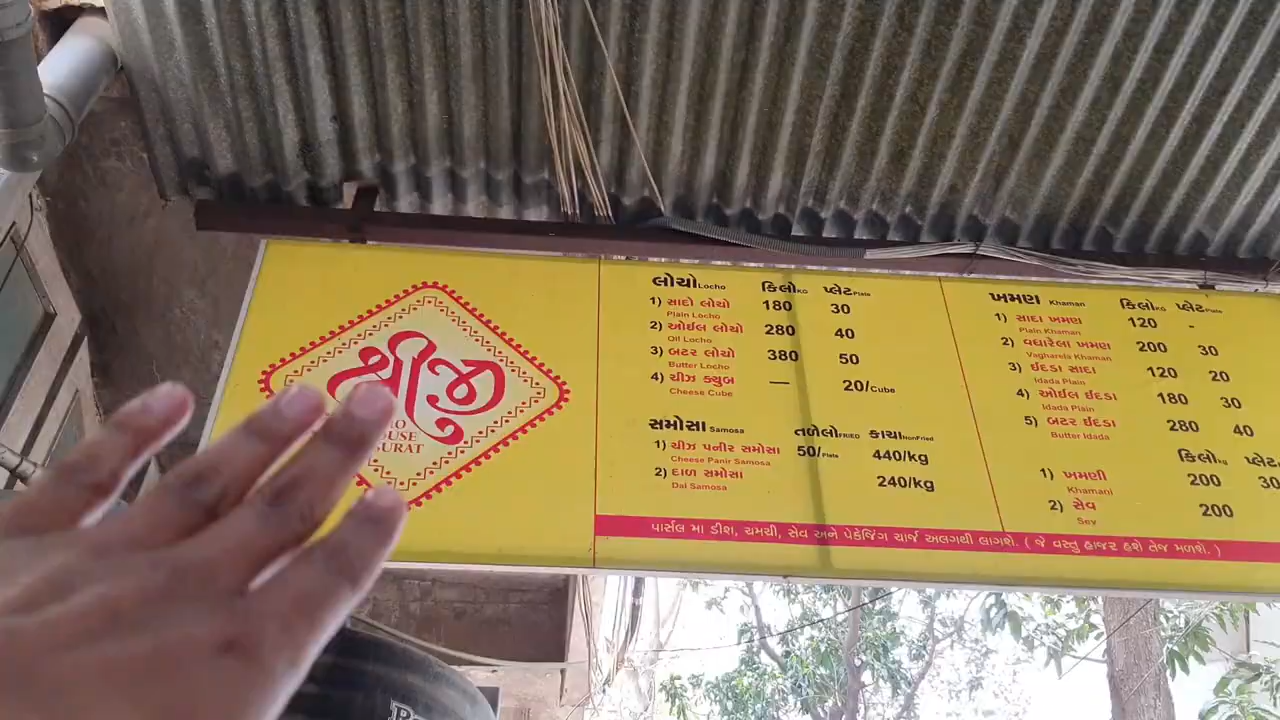 શ્રીજી
URAT
લોચો Locho કિલો KG પ્લેટ Plate
1) સાદો લોચો 180 30
Plain Locho
2) ઓઈલ લોચો 280 40
Oil Locho
3) બટર લોચો 380 50
Butter Locho
4) ચીઝ ક્યુબ — 20/Cube
Cheese Cube
સમોસા Samosa તળેલો FRIED કાચા NonFried
1) ચીઝ પનીર સમોસા 50/Plate 440/kg
Cheese Panir Samosa
2) દાળ સમોસા 240/kg
Dal Samosa
ખમણ Khaman કિલો KG પ્લેટ Plate
1) સાદા ખમણ 120 -
Plain Khaman
2) વઘારેલા ખમણ 200 30
Vagharela Khaman
3) ઈદડા સાદા 120 20
Idada Plain
4) ઓઈલ ઈદડા 180 30
Idada Plain
5) બટર ઈદડા 280 40
Butter Idada
કિલો Kg પ્લેટ
1) ખમણી 200 30
Khamani
2) સેવ 200
Sev
પાર્સલ મા ડીશ, ચમચી, સેવ અને પેકેજિંગ ચાર્જ અલગથી લાગશે. ( જે વસ્તુ હાજર હશે તેજ મળશે. )